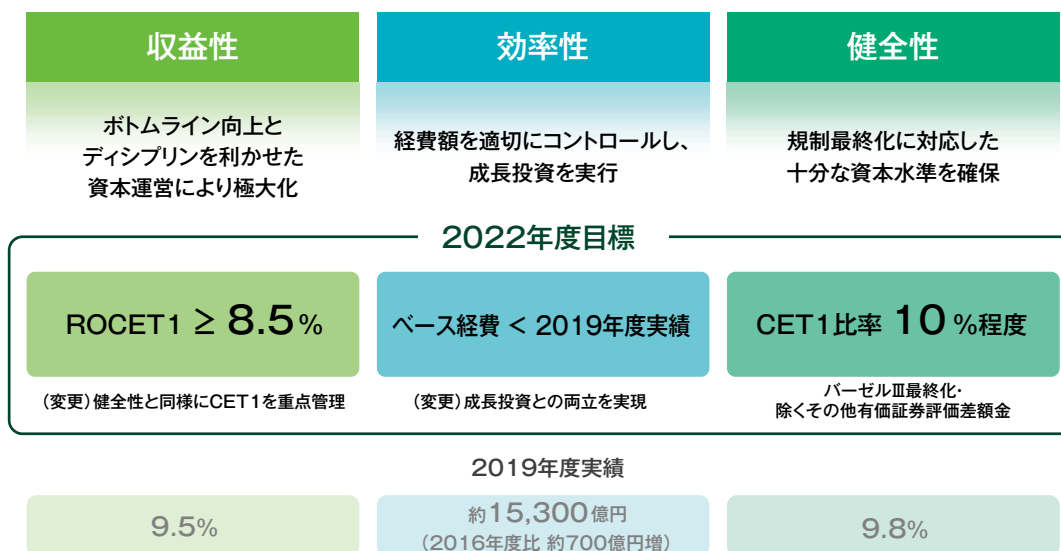 収益性
効率性
健全性
ボトムライン向上と
ディシプリンを利かせた
資本運営により極大化
経費額を適切にコントロールし、
成長投資を実行
規制最終化に対応した
十分な資本水準を確保
2022年度目標
ROCET1 ≥ 8.5%
ベース経費 < 2019年度実績
CET1比率 10%程度
(変更)健全性と同様にCET1を重点管理
(変更)成長投資との両立を実現
バーゼルⅢ最終化・
除くその他有価証券評価差額金
2019年度実績
9.5%
約15,300億円
(2016年度比 約700億円増)
9.8%